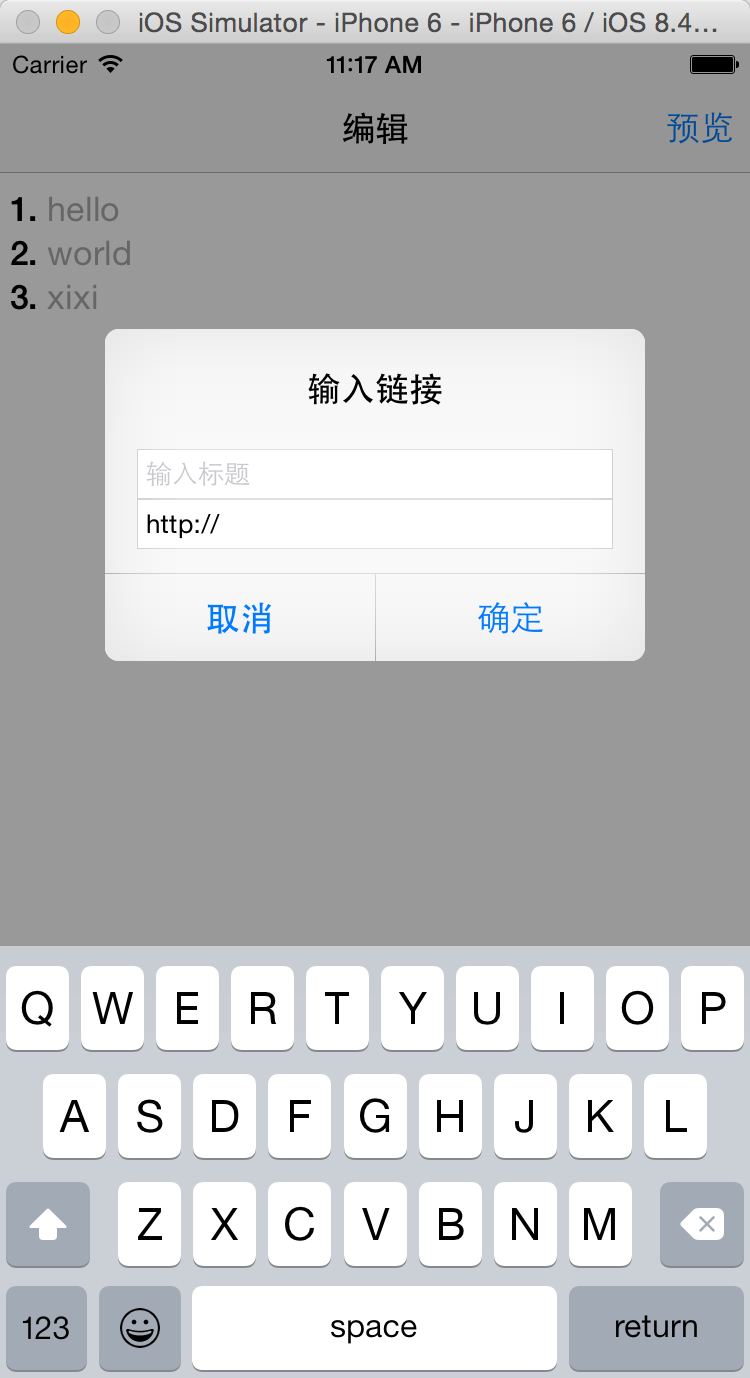 iOS Simulator - iPhone 6 - iPhone 6 / iOS 8.4...
Carrier 11:17 AM
编辑 预览
1. hello
2. world
3. xixi
输入链接
输入标题
http://
取消 确定
Q W E R T Y U I O P
A S D F G H J K L
Z X C V B N M
123 space return